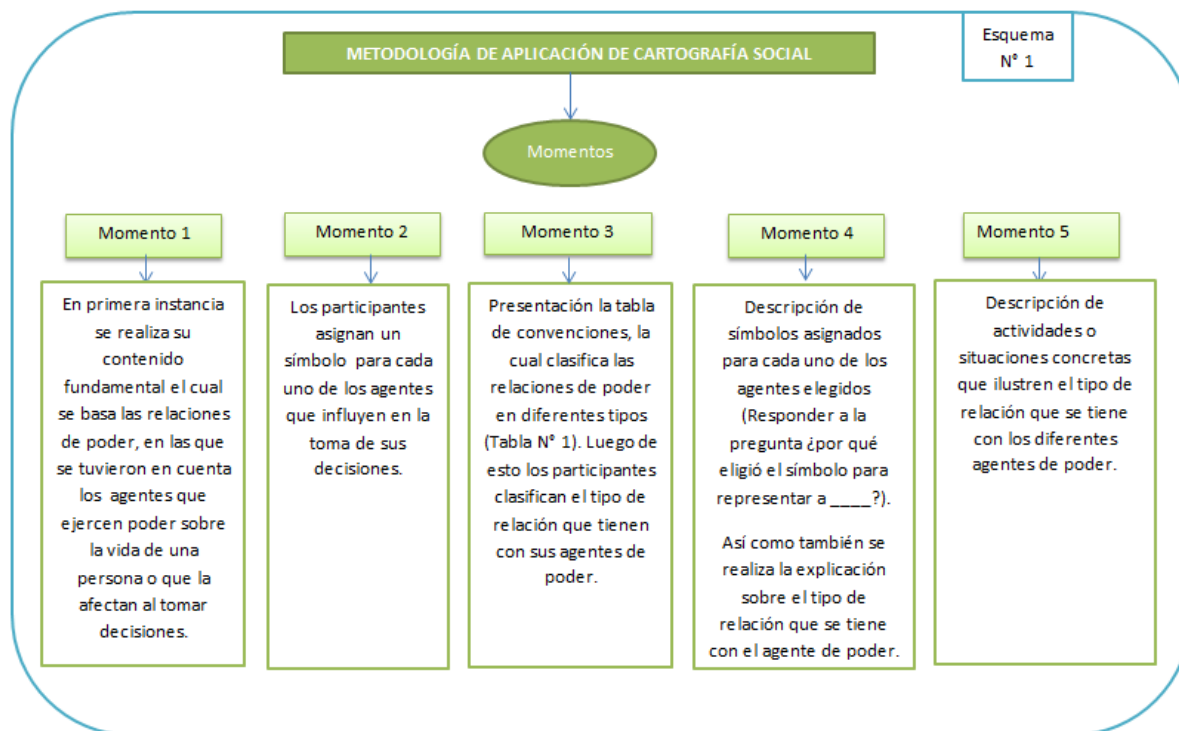 Esquema
N° 1
METODOLOGÍA DE APLICACIÓN DE CARTOGRAFÍA SOCIAL
Momentos
Momento 1
En primera instancia
se realiza su
contenido
fundamental el cual
se basa las relaciones
de poder, en las que
se tuvieron en cuenta
los agentes que
ejercen poder sobre
la vida de una
persona o que la
afectan al tomar
decisiones.
Momento 2
Los participantes
asignan un
símbolo para cada
uno de los agentes
que influyen en la
toma de sus
decisiones.
Momento 3
Presentación la tabla
de convenciones, la
cual clasifica las
relaciones de poder
en diferentes tipos
(Tabla N° 1). Luego de
esto los participantes
clasifican el tipo de
relación que tienen
con sus agentes de
poder.
Momento 4
Descripción de
símbolos asignados
para cada uno de los
agentes elegidos
(Responder a la
pregunta ¿por qué
eligió el símbolo para
representar a ____?).
Así como también se
realiza la explicación
sobre el tipo de
relación que se tiene
con el agente de poder.
Momento 5
Descripción de
actividades o
situaciones concretas
que ilustren el tipo de
relación que se tiene
con los diferentes
agentes de poder.